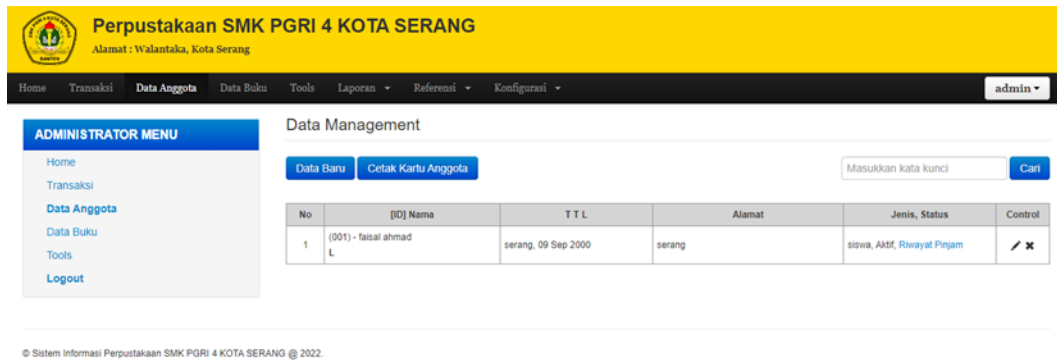 Perpustakaan SMK PGRI 4 KOTA SERANG
Alamat : Walantaka, Kota Serang
BANTEN
Home Transaksi Data Anggota Data Buku Tools Laporan Referensi Konfigurasi admin
ADMINISTRATOR MENU
Home
Transaksi
Data Anggota
Data Buku
Tools
Logout
Data Management
Data Baru Cetak Kartu Anggota Masukkan kata kunci Cari
No [ID] Nama T T L Alamat Jenis, Status Control
1 (001) - faisal ahmad serang, 09 Sep 2000 serang siswa, Aktif, Riwayat Pinjam
L
© Sistem Informasi Perpustakaan SMK PGRI 4 KOTA SERANG @ 2022.